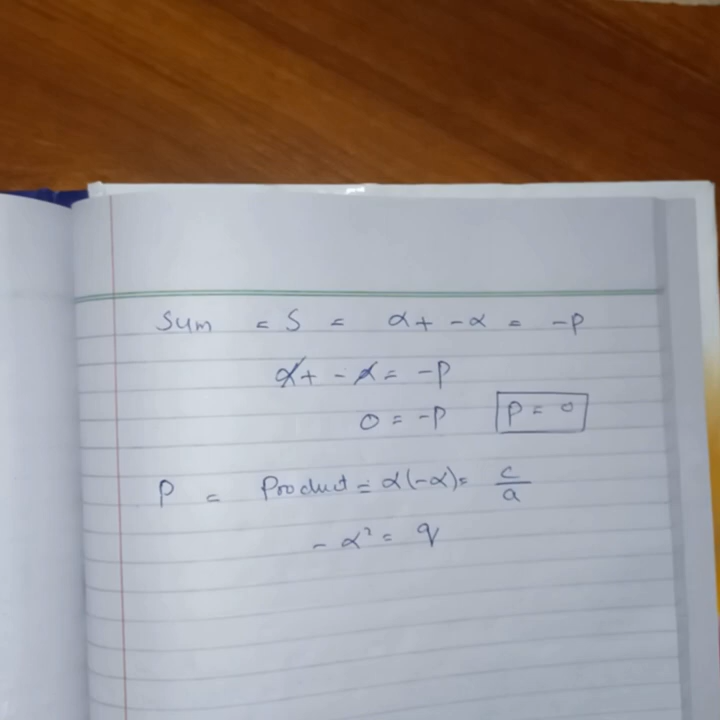 Sum = S = α + -α = -p
α + - α = -p
0 = -p p = 0
P = Product = α(-α) = c/a
- α² = q